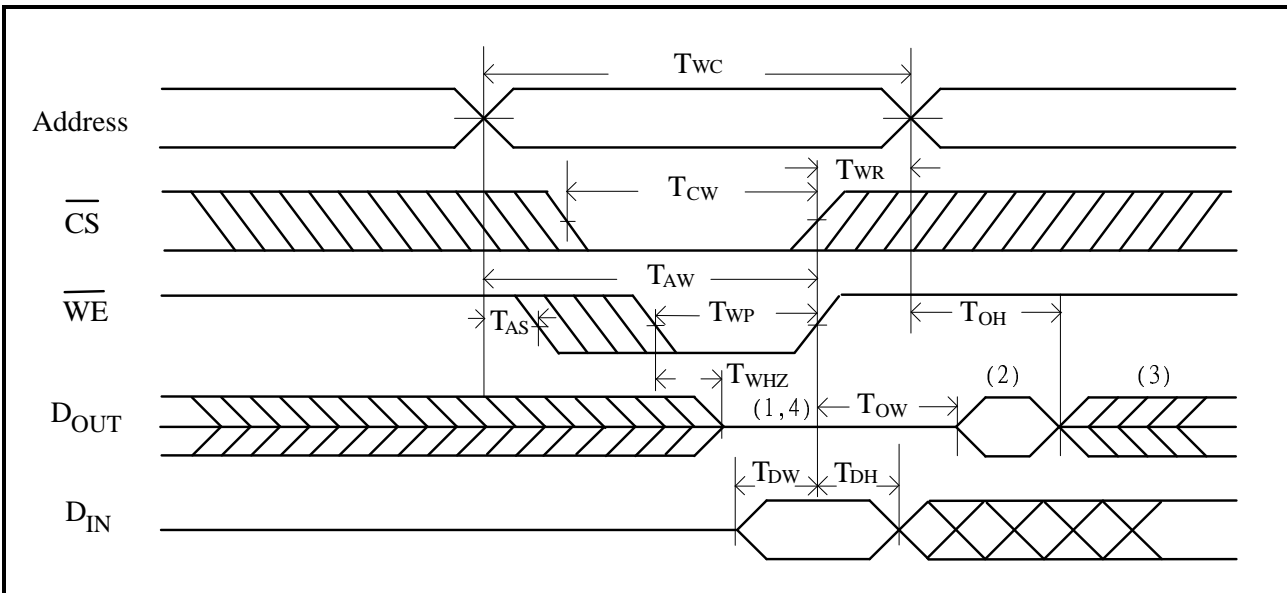 TWC
Address
TWR
TCW
CS
TAW
WE
TAS
TWP
TOH
TWHZ
(1,4)
TOW
(2)
(3)
DOUT
TDW
TDH
DIN